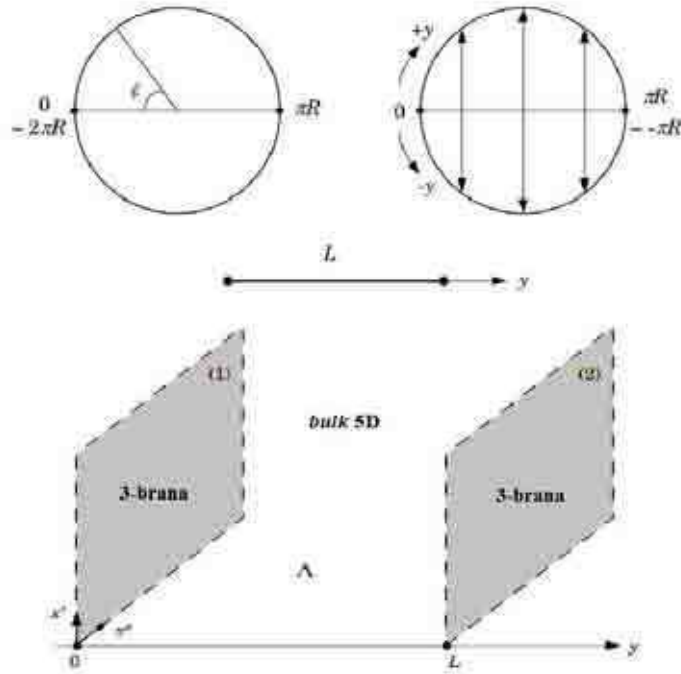 0
– 2πR
πR
+y
0
-y
πR
– -πR
L
y
(1)
(2)
bulk 5D
3-brana
3-brana
Λ
0
L
y